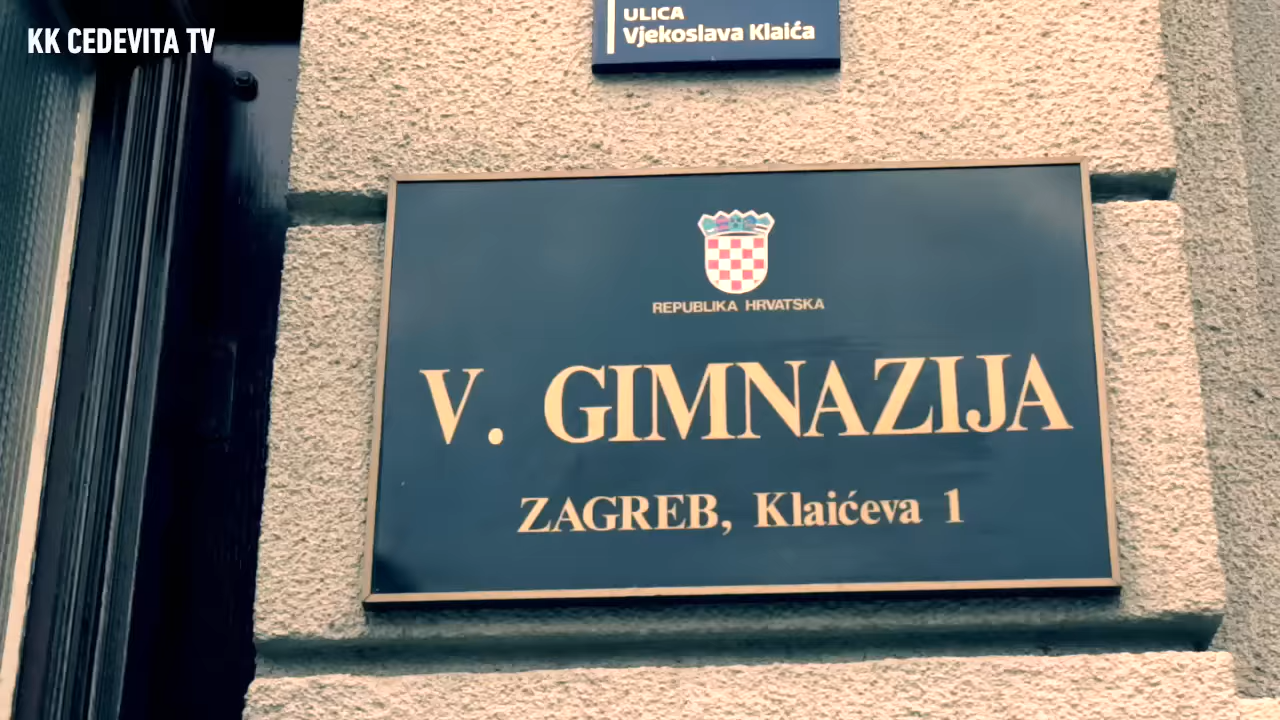 KK CEDEVITA TV
ULICA
Vjekoslava Klaića
REPUBLIKA HRVATSKA
V. GIMNAZIJA
ZAGREB, Klaićeva 1